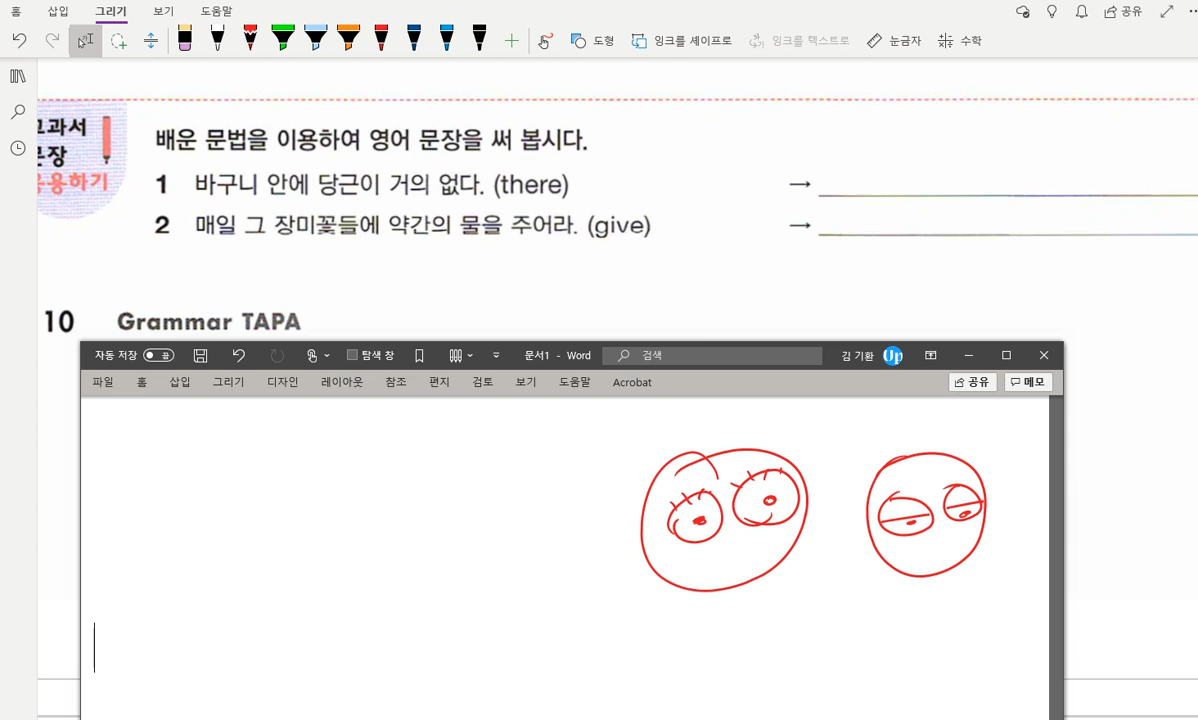 홈 삽입 그리기 보기 도움말 공유
도형 잉크를 셰이프로 잉크를 텍스트로 눈금자 수학
교과서
문장
응용하기
배운 문법을 이용하여 영어 문장을 써 봅시다.
1 바구니 안에 당근이 거의 없다. (there) →
2 매일 그 장미꽃들에 약간의 물을 주어라. (give) →
10 Grammar TAPA
자동 저장 끔 탐색 창 문서1 - Word 검색 김 기환 Up
파일 홈 삽입 그리기 디자인 레이아웃 참조 편지 검토 보기 도움말 Acrobat 공유 메모